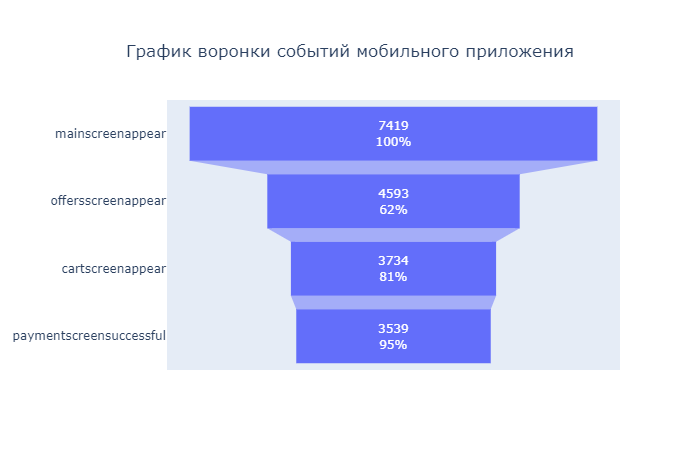 График воронки событий мобильного приложения
mainscreenappear
7419
100%
offersscreenappear
4593
62%
cartscreenappear
3734
81%
paymentscreensuccessful
3539
95%